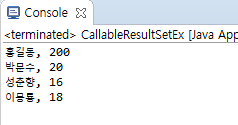 Console
<terminated> CallableResultSetEx [Java App
홍길동, 200
박문수, 20
성춘향, 16
이몽룡, 18